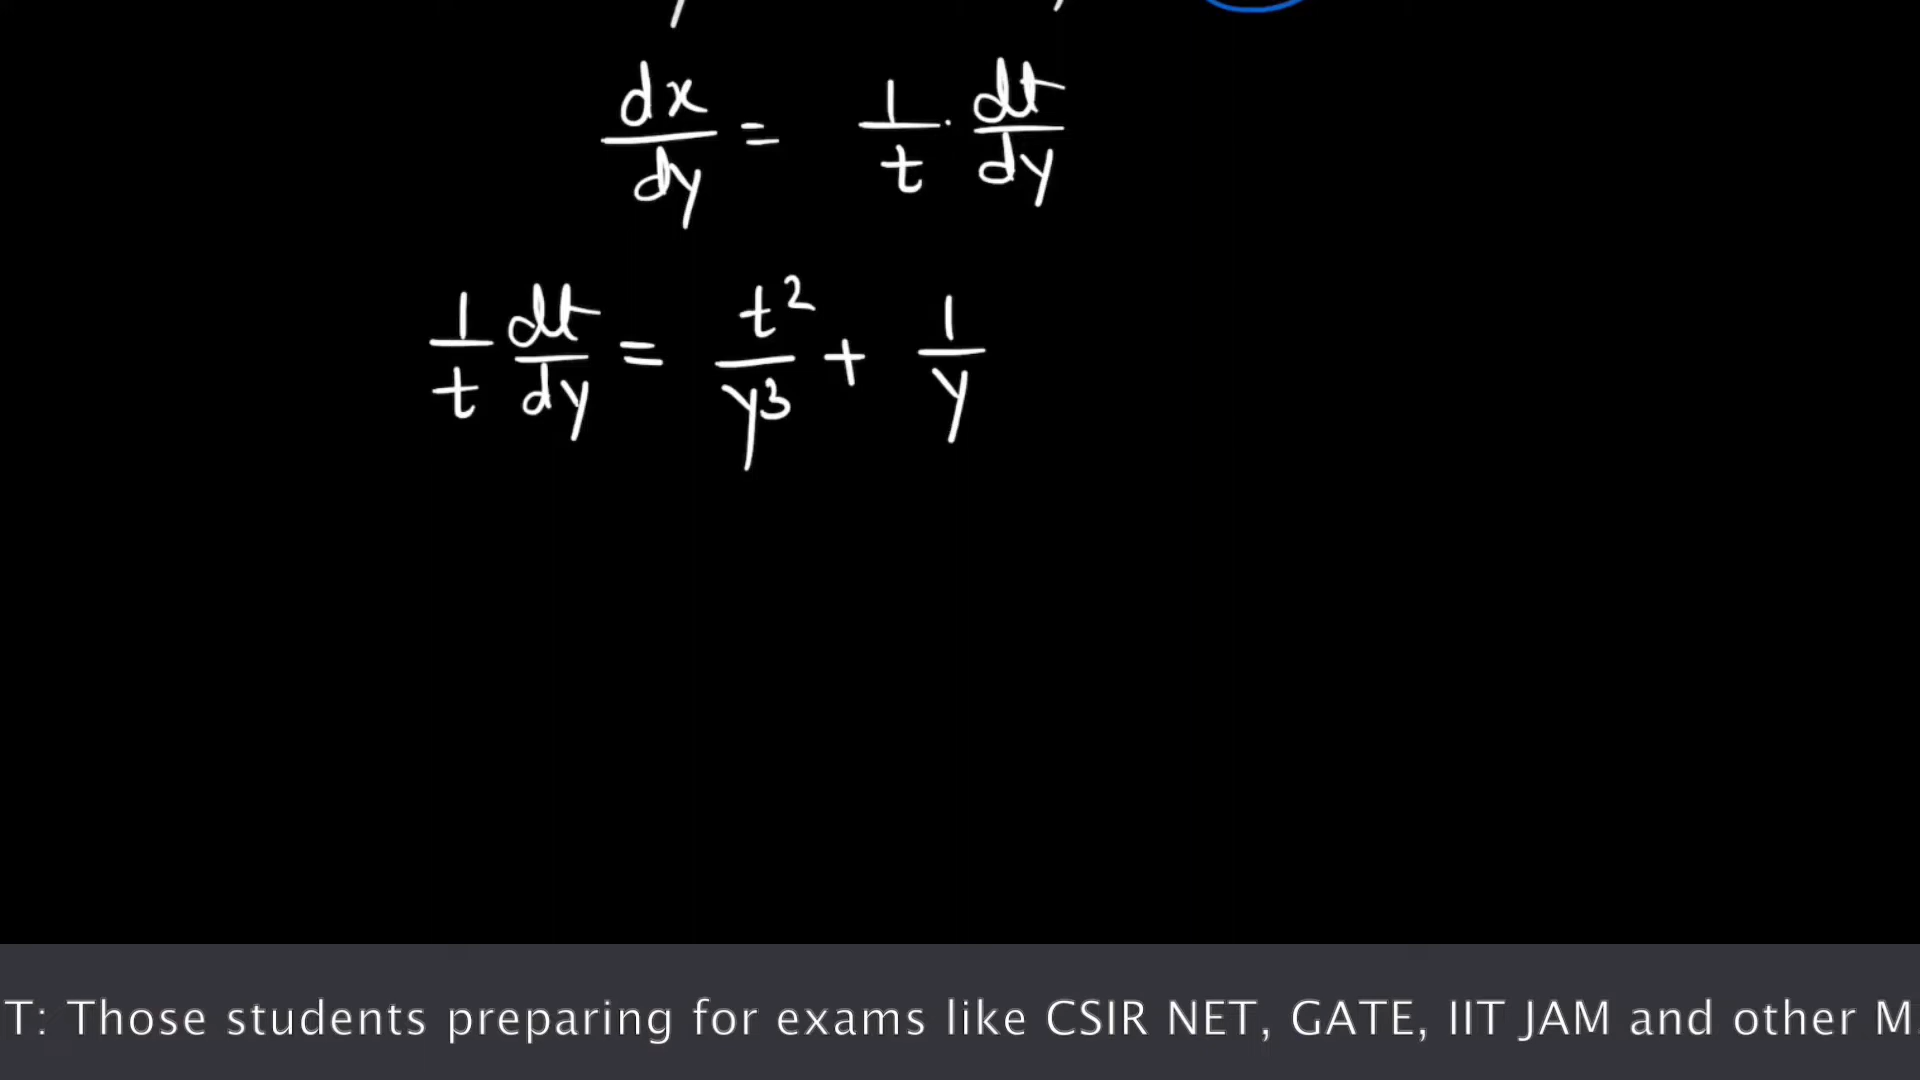 dx/dy = 1/t · dt/dy
1/t dt/dy = t²/y³ + 1/y
T: Those students preparing for exams like CSIR NET, GATE, IIT JAM and other M